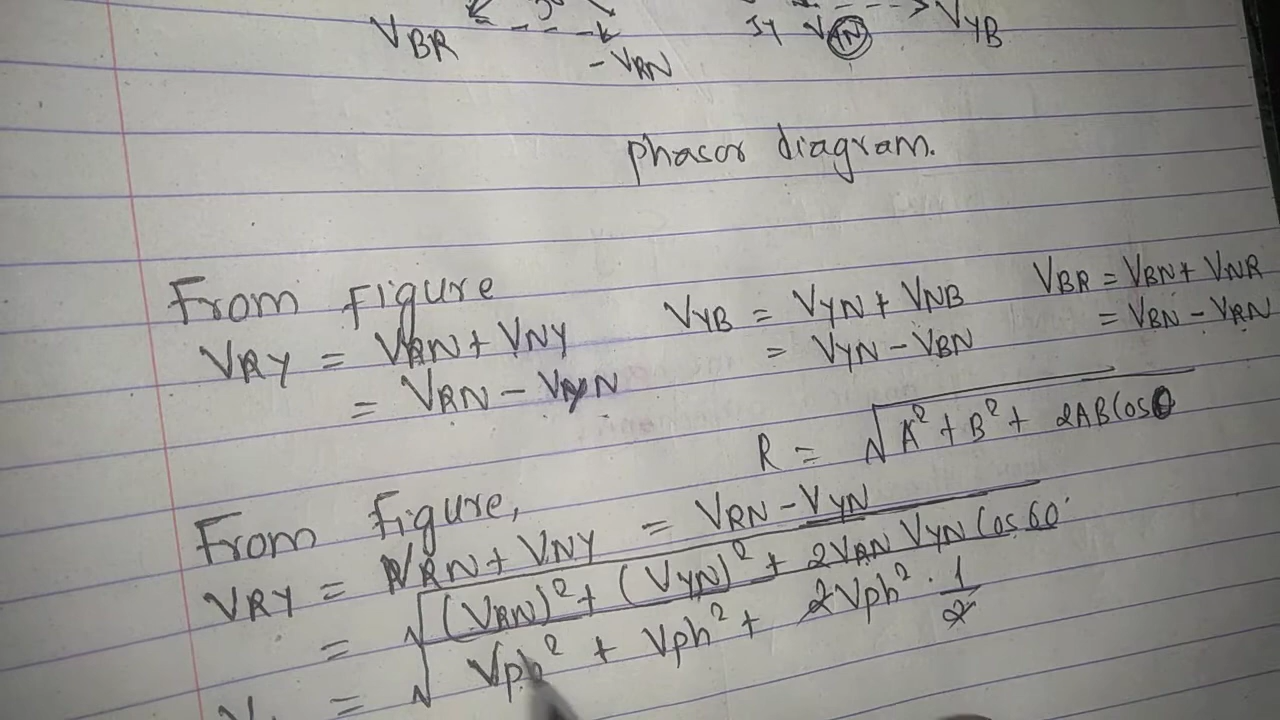 VBR - VRN VYB
phasor diagram.
From Figure
VRY = VRN + VNY VYB = VYN + VNB VBR = VBN + VNR
= VRN - VYN = VYN - VBN = VBN - VRN
R = √A² + B² + 2AB Cosθ
From Figure,
VRY = VRN + VNY = VRN - VYN
= √(VRN)² + (VYN)² + 2VRN VYN Cos 60°
= √Vph² + Vph² + 2Vph² · 1/2